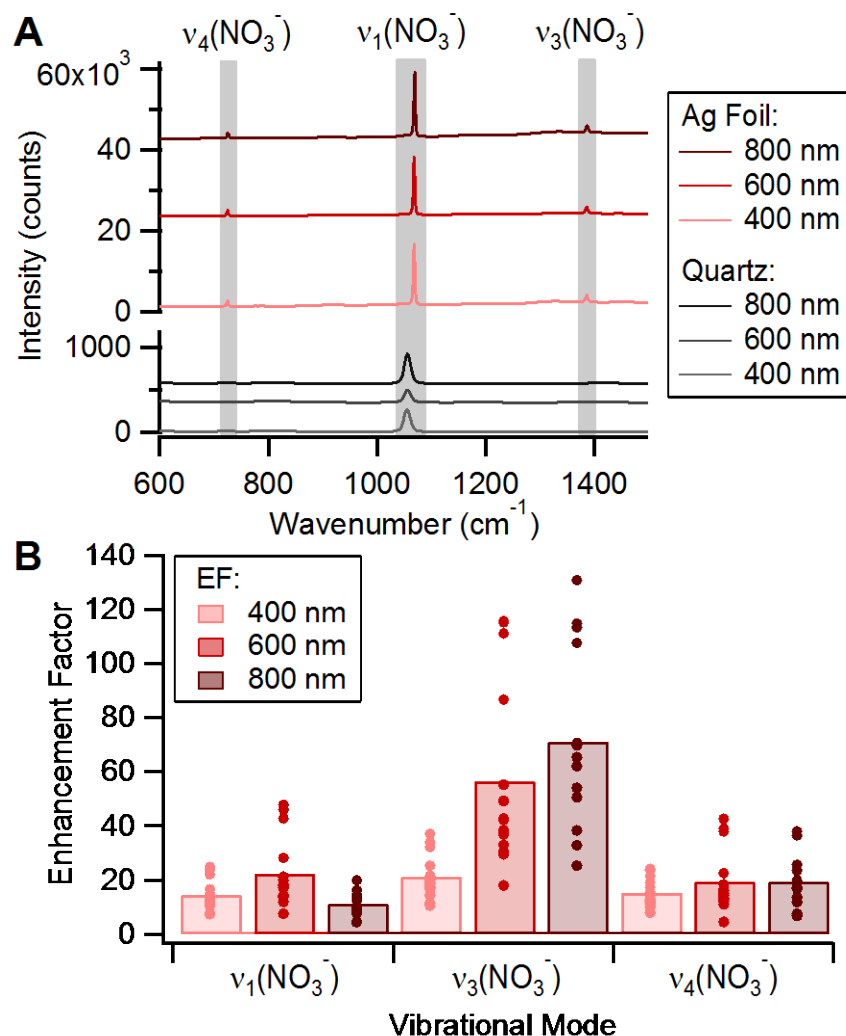 A
ν4(NO3-) ν1(NO3-) ν3(NO3-)
60x10^3
40
20
0
1000
0
Intensity (counts)
600 800 1000 1200 1400
Wavenumber (cm-1)
Ag Foil:
800 nm
600 nm
400 nm
Quartz:
800 nm
600 nm
400 nm
B
140
120
100
80
60
40
20
0
Enhancement Factor
EF:
400 nm
600 nm
800 nm
ν1(NO3-) ν3(NO3-) ν4(NO3-)
Vibrational Mode